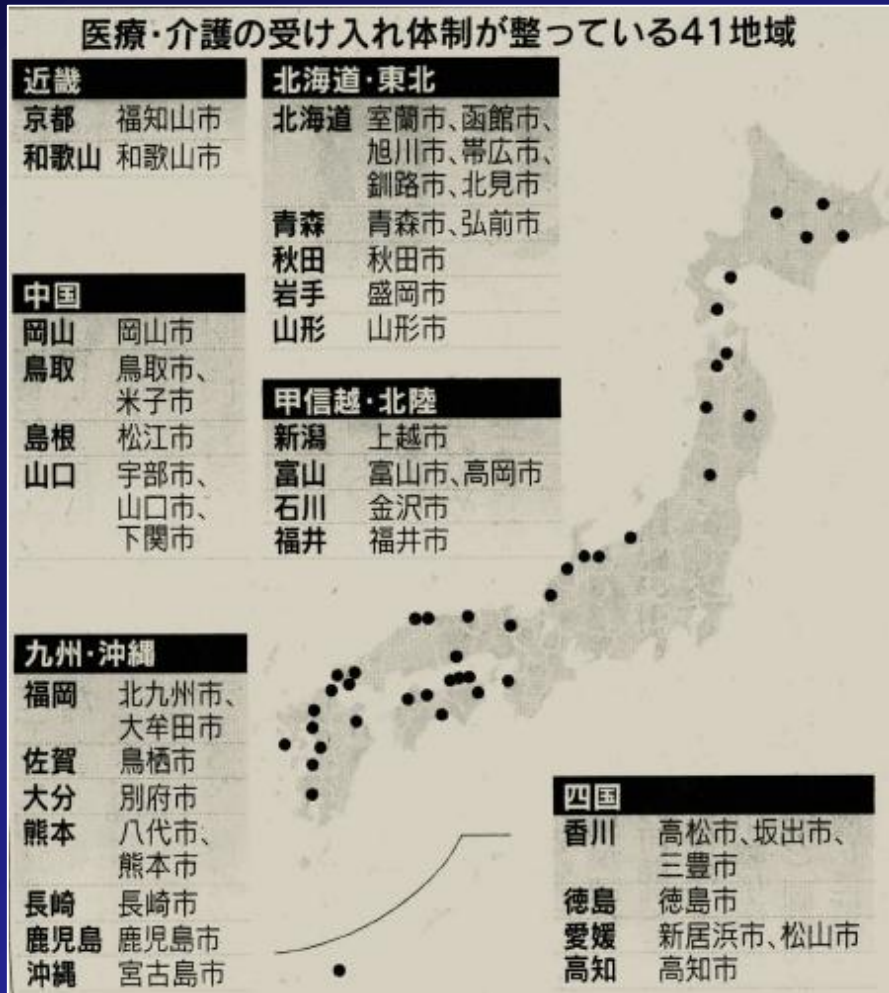 医療・介護の受け入れ体制が整っている41地域
近畿
京都 福知山市
和歌山 和歌山市
中国
岡山 岡山市
鳥取 鳥取市、
米子市
島根 松江市
山口 宇部市、
山口市、
下関市
九州・沖縄
福岡 北九州市、
大牟田市
佐賀 鳥栖市
大分 別府市
熊本 八代市、
熊本市
長崎 長崎市
鹿児島 鹿児島市
沖縄 宮古島市
北海道・東北
北海道 室蘭市、函館市、
旭川市、帯広市、
釧路市、北見市
青森 青森市、弘前市
秋田 秋田市
岩手 盛岡市
山形 山形市
甲信越・北陸
新潟 上越市
富山 富山市、高岡市
石川 金沢市
福井 福井市
四国
香川 高松市、坂出市、
三豊市
徳島 徳島市
愛媛 新居浜市、松山市
高知 高知市